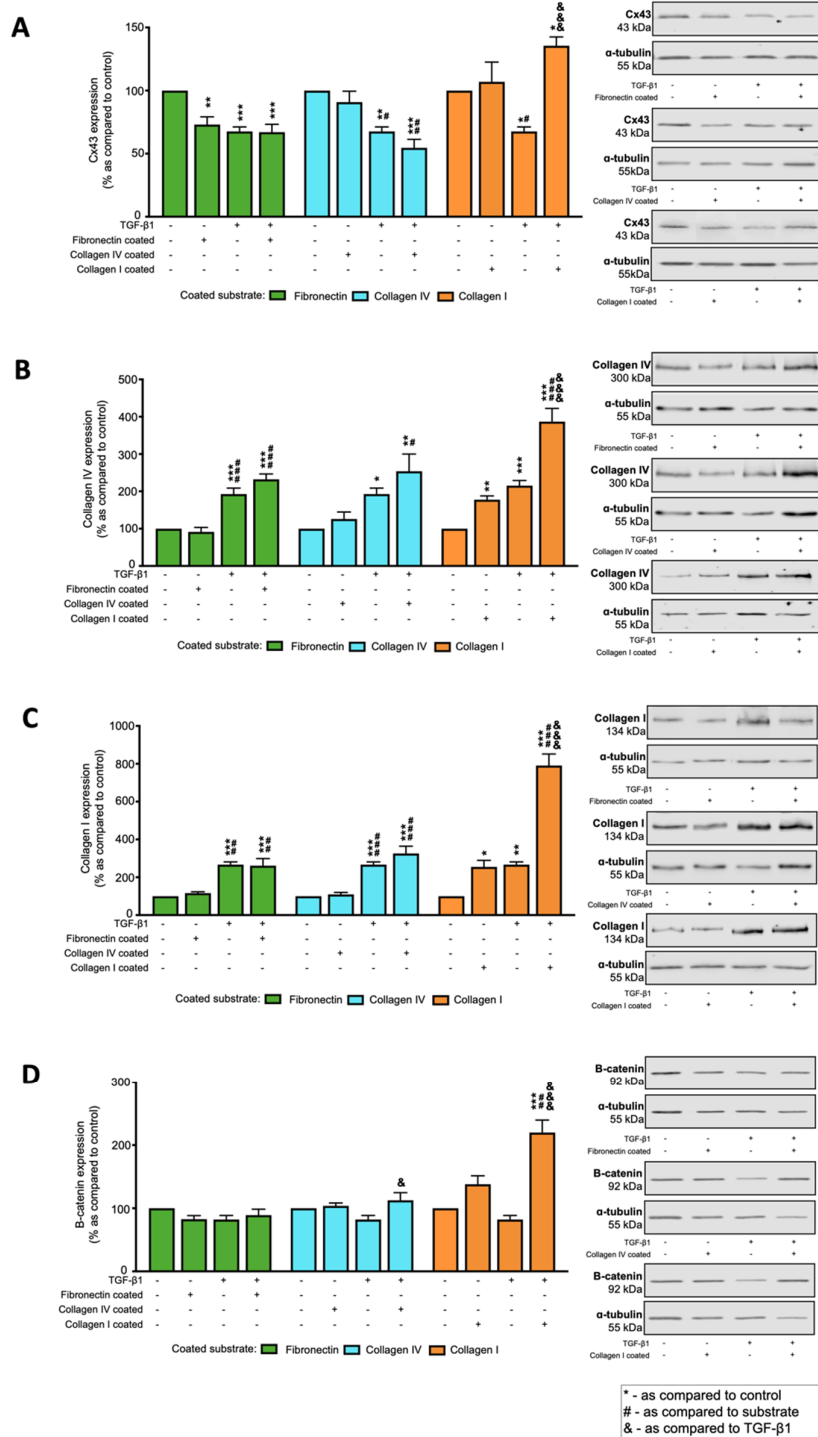 A
Cx43 expression
(% as compared to control)
150
100
50
0
** *** *** ** # *** ## *# * &&&
TGF-β1 - - + + - - + + - - + +
Fibronectin coated - + - + - - - - - - - -
Collagen IV coated - - - - - + - + - - - -
Collagen I coated - - - - - - - - - + - +
Coated substrate: Fibronectin Collagen IV Collagen I
Cx43
43 kDa
α-tubulin
55 kDa
TGF-β1 - - + +
Fibronectin coated - + - +
Cx43
43 kDa
α-tubulin
55kDa
TGF-β1 - - + +
Collagen IV coated - + - +
Cx43
43 kDa
α-tubulin
55kDa
TGF-β1 - - + +
Collagen I coated - + - +
B
Collagen IV expression
(% as compared to control)
500
400
300
200
100
0
*** ### *** ### * ** # ** *** *** ### &&&
TGF-β1 - - + + - - + + - - + +
Fibronectin coated - + - + - - - - - - - -
Collagen IV coated - - - - - + - + - - - -
Collagen I coated - - - - - - - - - + - +
Coated substrate: Fibronectin Collagen IV Collagen I
Collagen IV
300 kDa
α-tubulin
55 kDa
TGF-β1 - - + +
Fibronectin coated - + - +
Collagen IV
300 kDa
α-tubulin
55 kDa
TGF-β1 - - + +
Collagen IV coated - + - +
Collagen IV
300 kDa
α-tubulin
55 kDa
TGF-β1 - - + +
Collagen I coated - + - +
C
Collagen I expression
(% as compared to control)
1000
800
600
400
200
0
*** ## *** ## *** ### *** ### * ** *** ### &&&
TGF-β1 - - + + - - + + - - + +
Fibronectin coated - + - + - - - - - - - -
Collagen IV coated - - - - - + - + - - - -
Collagen I coated - - - - - - - - - + - +
Coated substrate: Fibronectin Collagen IV Collagen I
Collagen I
134 kDa
α-tubulin
55 kDa
TGF-β1 - - + +
Fibronectin coated - + - +
Collagen I
134 kDa
α-tubulin
55 kDa
TGF-β1 - - + +
Collagen IV coated - + - +
Collagen I
134 kDa
α-tubulin
55 kDa
TGF-β1 - - + +
Collagen I coated - + - +
D
B-catenin expression
(% as compared to control)
300
200
100
0
& *** ## &&&
TGF-β1 - - + + - - + + - - + +
Fibronectin coated - + - + - - - - - - - -
Collagen IV coated - - - - - + - + - - - -
Collagen I coated - - - - - - - - - + - +
Coated substrate: Fibronectin Collagen IV Collagen I
B-catenin
92 kDa
α-tubulin
55 kDa
TGF-β1 - - + +
Fibronectin coated - + - +
B-catenin
92 kDa
α-tubulin
55 kDa
TGF-β1 - - + +
Collagen IV coated - + - +
B-catenin
92 kDa
α-tubulin
55 kDa
TGF-β1 - - + +
Collagen I coated - + - +
* - as compared to control
# - as compared to substrate
& - as compared to TGF-β1